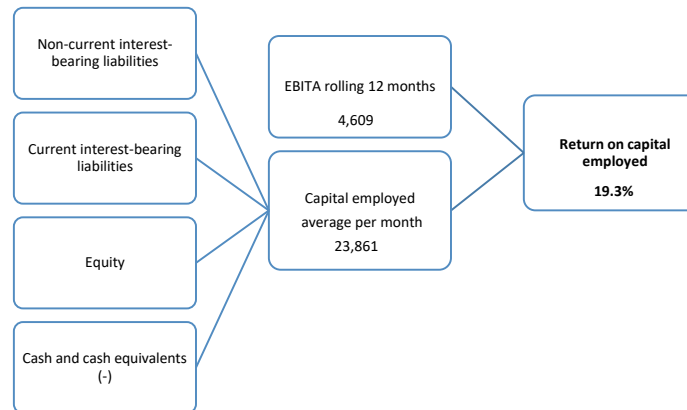 Non-current interest-
bearing liabilities
Current interest-bearing
liabilities
Equity
Cash and cash equivalents
(-)
EBITA rolling 12 months
4,609
Capital employed
average per month
23,861
Return on capital
employed
19.3%